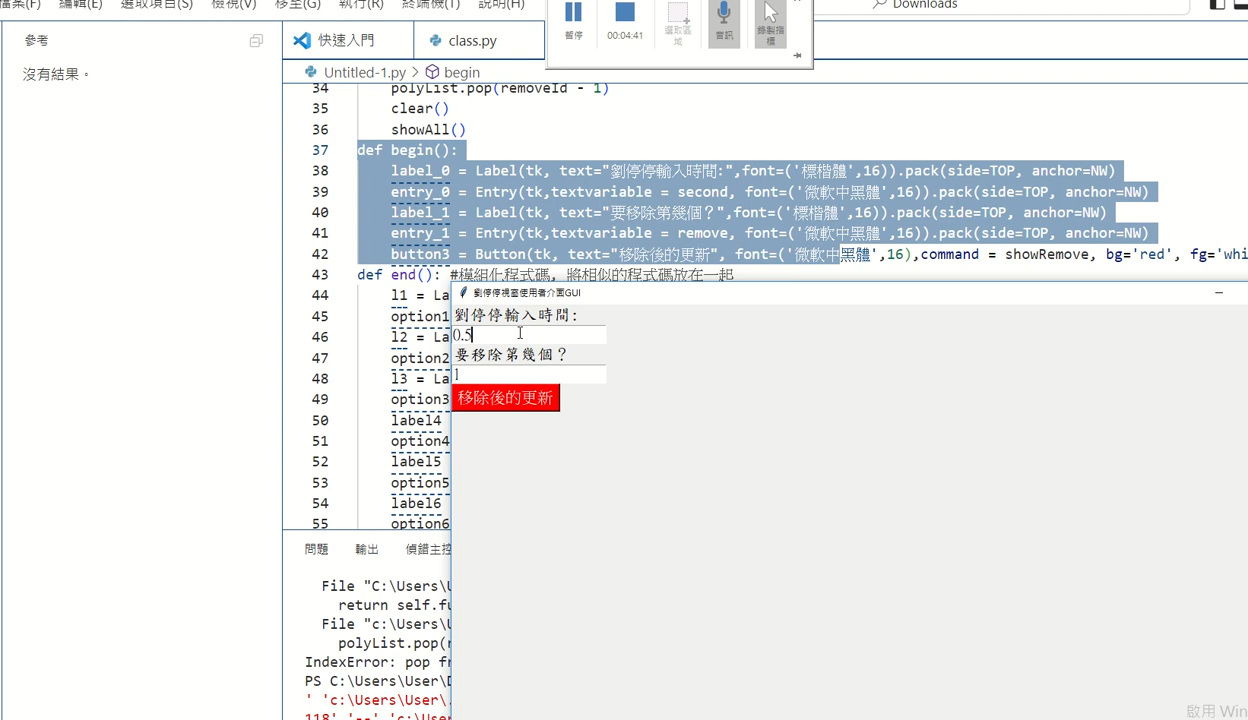 檔案(F) 編輯(E) 選取項目(S) 檢視(V) 移至(G) 執行(R) 終端機(T) 說明(H)
Downloads
暫停
00:04:41
選取區域
音訊
錄製指標
參考
沒有結果。
快速入門
class.py
Untitled-1.py > begin
34 polyList.pop(removeId - 1)
35 clear()
36 showAll()
37 def begin():
38 label_0 = Label(tk, text="劉停停輸入時間:",font=('標楷體',16)).pack(side=TOP, anchor=NW)
39 entry_0 = Entry(tk,textvariable = second, font=('微軟中黑體',16)).pack(side=TOP, anchor=NW)
40 label_1 = Label(tk, text="要移除第幾個？",font=('標楷體',16)).pack(side=TOP, anchor=NW)
41 entry_1 = Entry(tk,textvariable = remove, font=('微軟中黑體',16)).pack(side=TOP, anchor=NW)
42 button3 = Button(tk, text="移除後的更新", font=('微軟中黑體',16),command = showRemove, bg='red', fg='whi
43 def end(): #模組化程式碼, 將相似的程式碼放在一起
44 l1 = La
45 option1
46 l2 = La
47 option2
48 l3 = La
49 option3
50 label4
51 option4
52 label5
53 option5
54 label6
55 option6
劉停停視窗使用者介面GUI
劉停停輸入時間:
0.5
要移除第幾個？
1
移除後的更新
問題 輸出 偵錯主控
File "C:\Users\U
return self.fu
File "c:\Users\U
polyList.pop(r
IndexError: pop fr
PS C:\Users\User\D
' 'c:\Users\User\.
118' '--' 'c:\User
啟用 Win